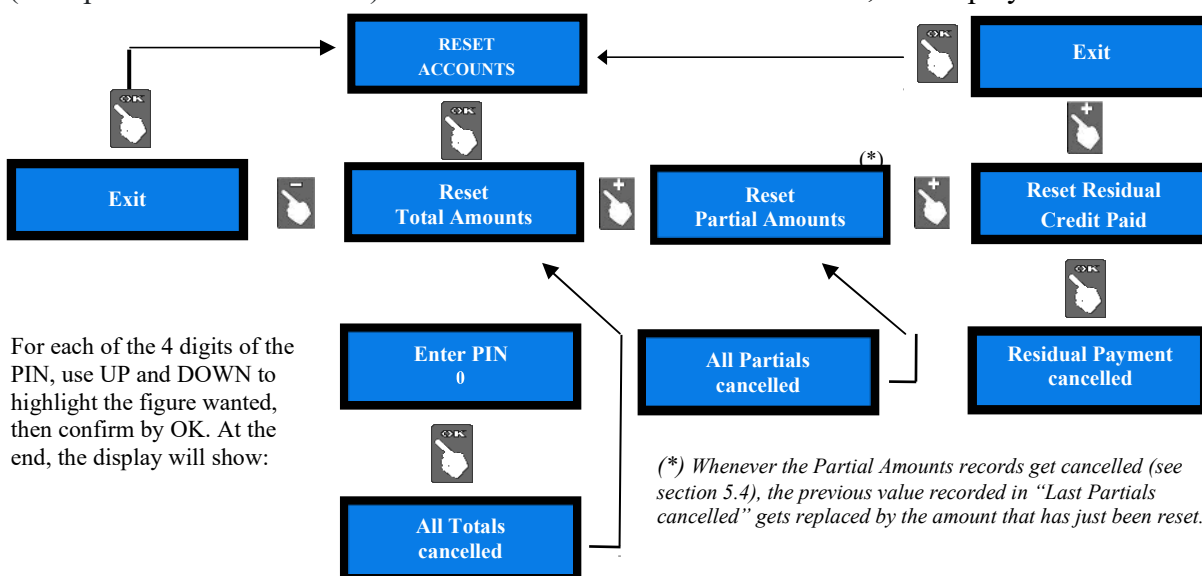 RESET
ACCOUNTS
Exit
Exit
Reset
Total Amounts
(*)
Reset
Partial Amounts
Reset Residual
Credit Paid
For each of the 4 digits of the
PIN, use UP and DOWN to
highlight the figure wanted,
then confirm by OK. At the
end, the display will show:
Enter PIN
0
All Partials
cancelled
Residual Payment
cancelled
All Totals
cancelled
(*) Whenever the Partial Amounts records get cancelled (see
section 5.4), the previous value recorded in “Last Partials
cancelled” gets replaced by the amount that has just been reset.